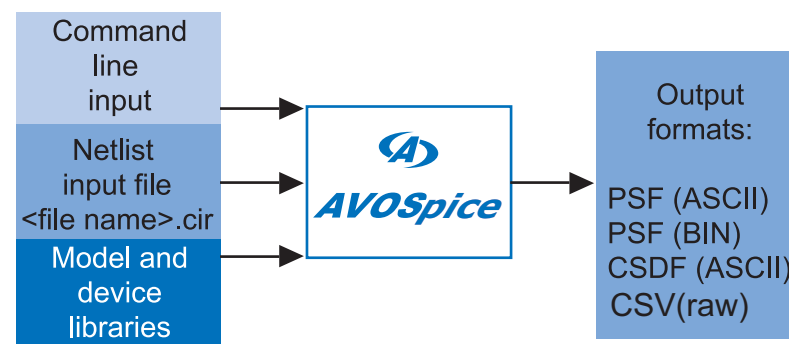 Command
line
input
Netlist
input file
<file name>.cir
Model and
device
libraries
A
AVOSpice
Output
formats:
PSF (ASCII)
PSF (BIN)
CSDF (ASCII)
CSV(raw)